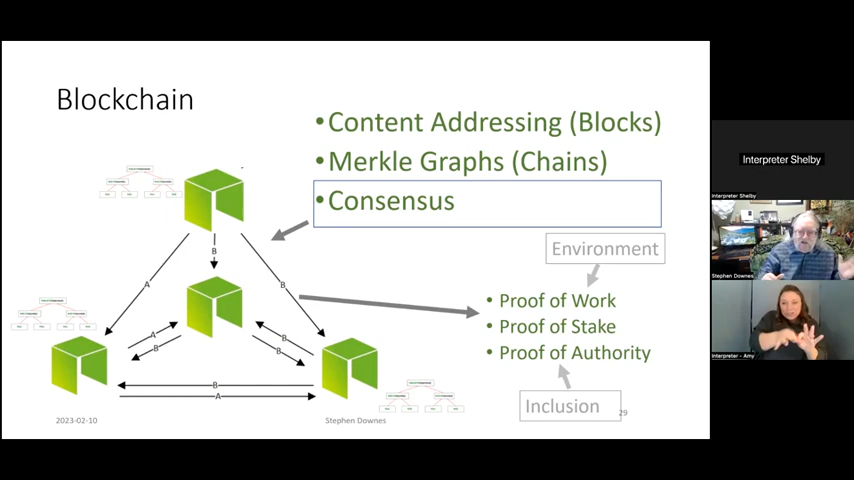 Blockchain
•Content Addressing (Blocks)
•Merkle Graphs (Chains)
•Consensus
Environment
• Proof of Work
• Proof of Stake
• Proof of Authority
Inclusion
B
A
B
A
B
B
B
B
A
2023-02-10
Stephen Downes
29
Interpreter Shelby
Interpreter Shelby
Stephen Downes
Interpreter - Amy